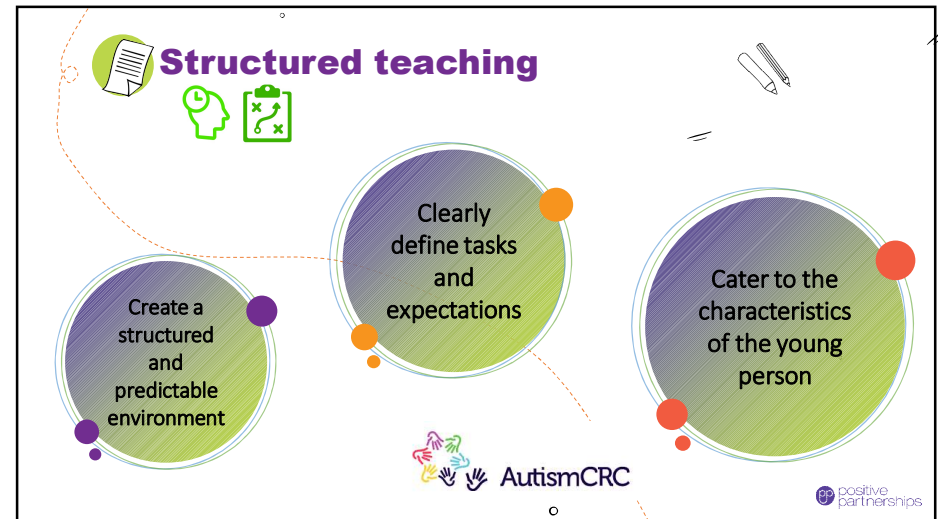 Structured teaching
Create a
structured
and
predictable
environment
Clearly
define tasks
and
expectations
Cater to the
characteristics
of the young
person
AutismCRC
pp positive
partnerships